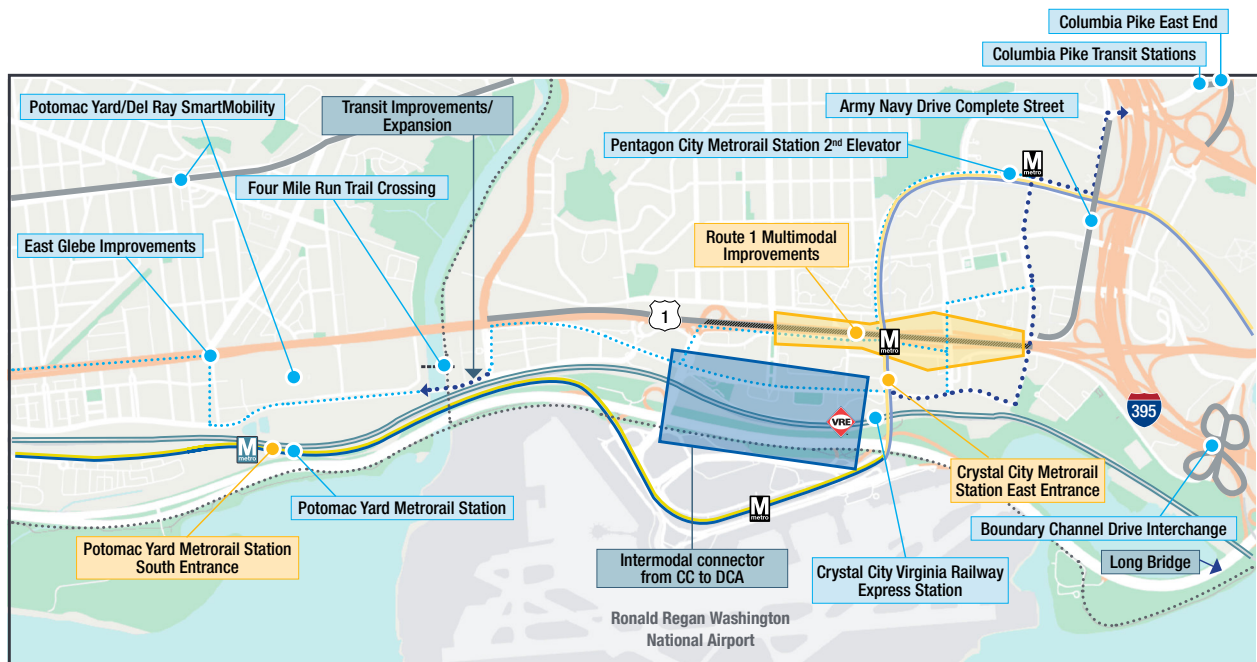 Columbia Pike East End
Columbia Pike Transit Stations
Potomac Yard/Del Ray SmartMobility
Transit Improvements/
Expansion
Army Navy Drive Complete Street
Pentagon City Metrorail Station 2nd Elevator
M
metro
Four Mile Run Trail Crossing
East Glebe Improvements
Route 1 Multimodal
Improvements
1
M
metro
395
VRE
M
metro
Crystal City Metrorail
Station East Entrance
Potomac Yard Metrorail Station
M
metro
Boundary Channel Drive Interchange
Potomac Yard Metrorail Station
South Entrance
Intermodal connector
from CC to DCA
Crystal City Virginia Railway
Express Station
Long Bridge
Ronald Regan Washington
National Airport